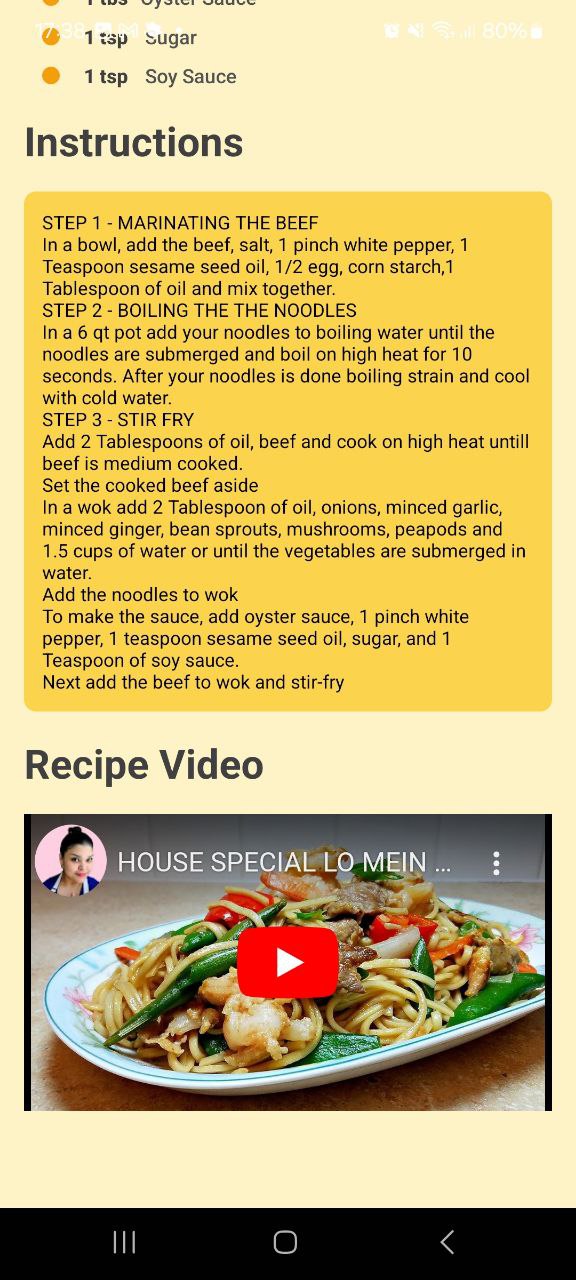 1 tbs Oyster Sauce
17:38 80%
1 tsp Sugar
1 tsp Soy Sauce
Instructions
STEP 1 - MARINATING THE BEEF
In a bowl, add the beef, salt, 1 pinch white pepper, 1
Teaspoon sesame seed oil, 1/2 egg, corn starch,1
Tablespoon of oil and mix together.
STEP 2 - BOILING THE THE NOODLES
In a 6 qt pot add your noodles to boiling water until the
noodles are submerged and boil on high heat for 10
seconds. After your noodles is done boiling strain and cool
with cold water.
STEP 3 - STIR FRY
Add 2 Tablespoons of oil, beef and cook on high heat untill
beef is medium cooked.
Set the cooked beef aside
In a wok add 2 Tablespoon of oil, onions, minced garlic,
minced ginger, bean sprouts, mushrooms, peapods and
1.5 cups of water or until the vegetables are submerged in
water.
Add the noodles to wok
To make the sauce, add oyster sauce, 1 pinch white
pepper, 1 teaspoon sesame seed oil, sugar, and 1
Teaspoon of soy sauce.
Next add the beef to wok and stir-fry
Recipe Video
HOUSE SPECIAL LO MEIN ...